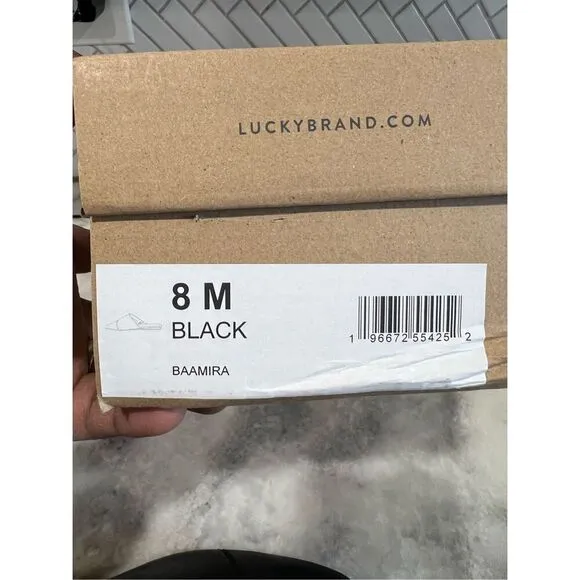 LUCKYBRAND.COM
8 M
BLACK
BAAMIRA
1 96672 55425 2